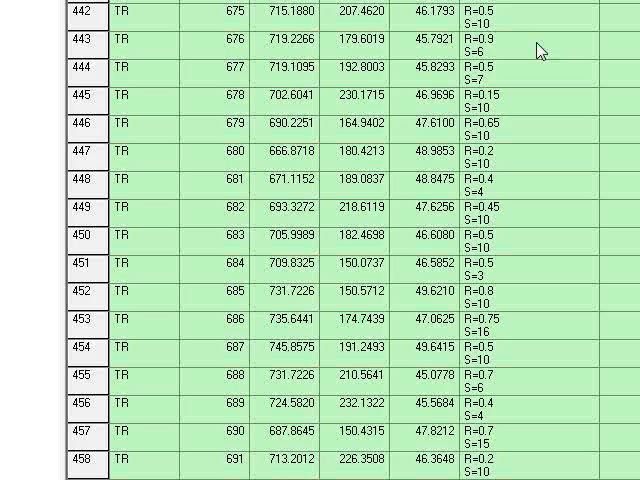 442 TR 675 715.1880 207.4620 46.1793 R=0.5
S=10
443 TR 676 719.2266 179.6019 45.7921 R=0.9
S=6
444 TR 677 719.1095 192.8003 45.8293 R=0.5
S=7
445 TR 678 702.6041 230.1715 46.9696 R=0.15
S=10
446 TR 679 690.2251 164.9402 47.6100 R=0.65
S=10
447 TR 680 666.8718 180.4213 48.9853 R=0.2
S=10
448 TR 681 671.1152 189.0837 48.8475 R=0.4
S=4
449 TR 682 693.3272 218.6119 47.6256 R=0.45
S=10
450 TR 683 705.9989 182.4698 46.6080 R=0.5
S=10
451 TR 684 709.8325 150.0737 46.5852 R=0.5
S=3
452 TR 685 731.7226 150.5712 49.6210 R=0.8
S=10
453 TR 686 735.6441 174.7439 47.0625 R=0.75
S=16
454 TR 687 745.8575 191.2493 49.6415 R=0.5
S=10
455 TR 688 731.7226 210.5641 45.0778 R=0.7
S=6
456 TR 689 724.5820 232.1322 45.5684 R=0.4
S=4
457 TR 690 687.8645 150.4315 47.8212 R=0.7
S=15
458 TR 691 713.2012 226.3508 46.3648 R=0.2
S=10